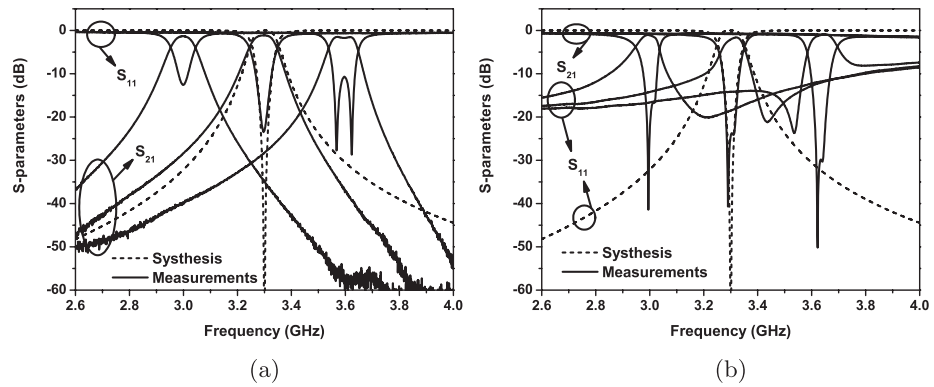 S-parameters (dB)
0
-10
-20
-30
-40
-50
-60
S11
S21
Systhesis
Measurements
2.6 2.8 3.0 3.2 3.4 3.6 3.8 4.0
Frequency (GHz)
(a)
S-parameters (dB)
0
-10
-20
-30
-40
-50
-60
S21
S11
Systhesis
Measurements
2.6 2.8 3.0 3.2 3.4 3.6 3.8 4.0
Frequency (GHz)
(b)